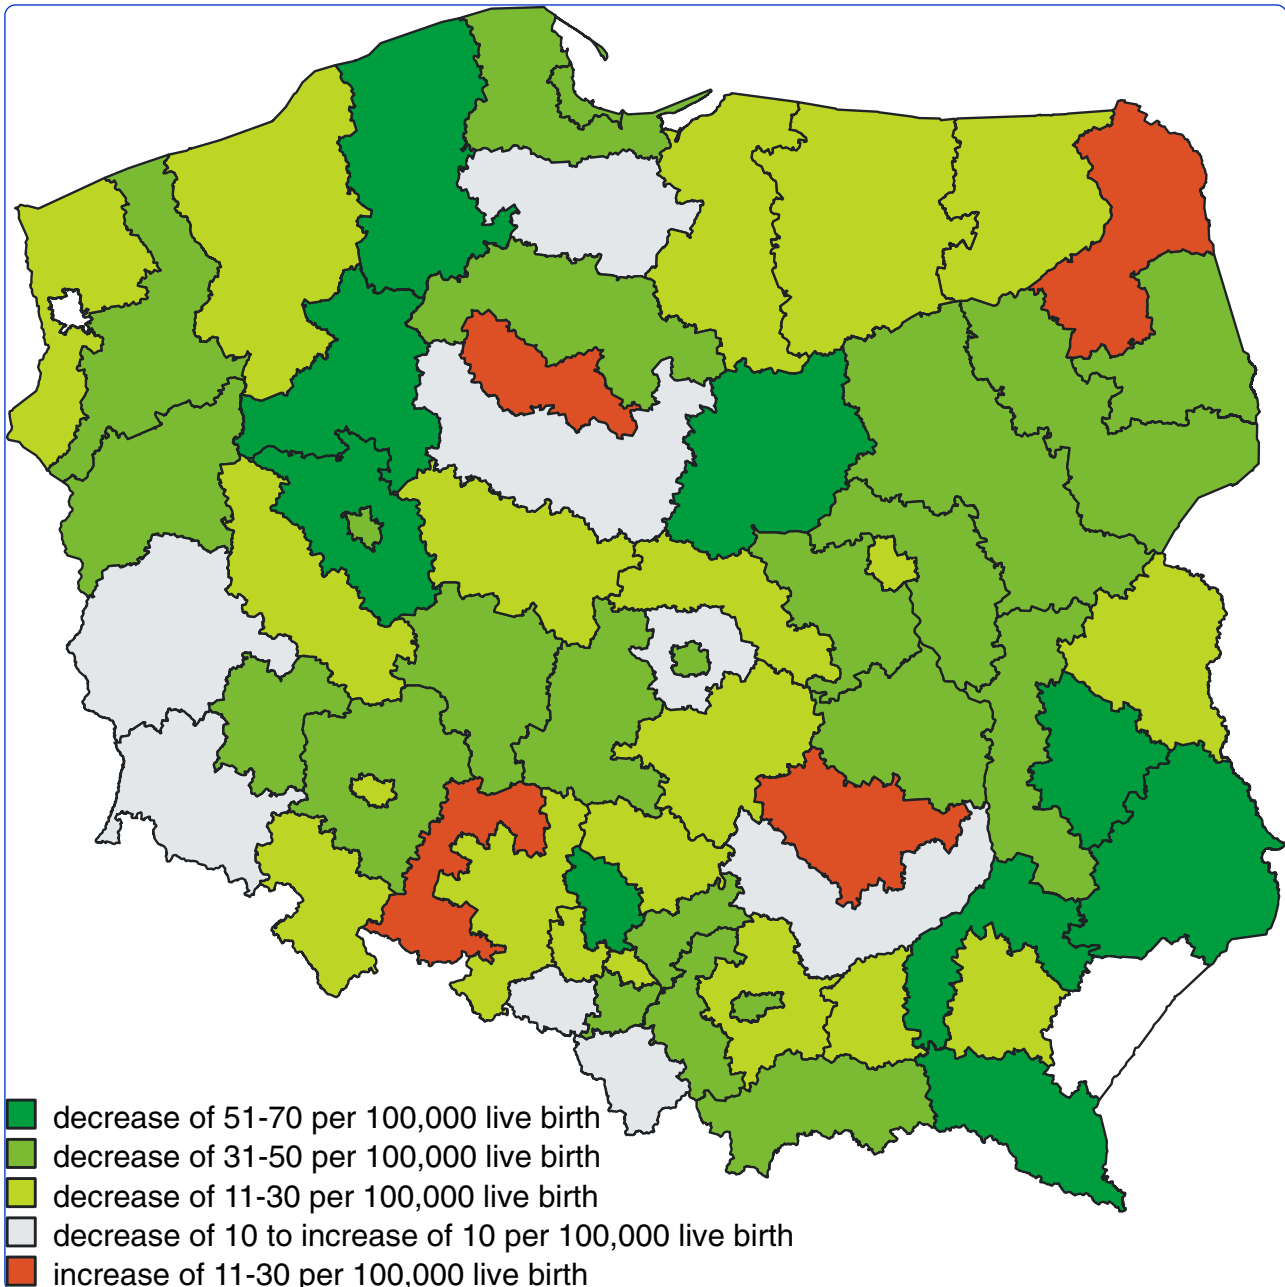 decrease of 51-70 per 100,000 live birth
decrease of 31-50 per 100,000 live birth
decrease of 11-30 per 100,000 live birth
decrease of 10 to increase of 10 per 100,000 live birth
increase of 11-30 per 100,000 live birth